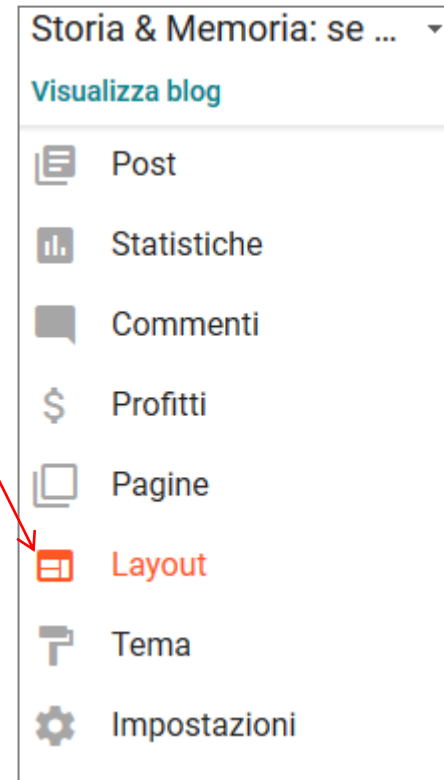 Storia & Memoria: se ...
Visualizza blog
Post
Statistiche
Commenti
Profitti
Pagine
Layout
Tema
Impostazioni